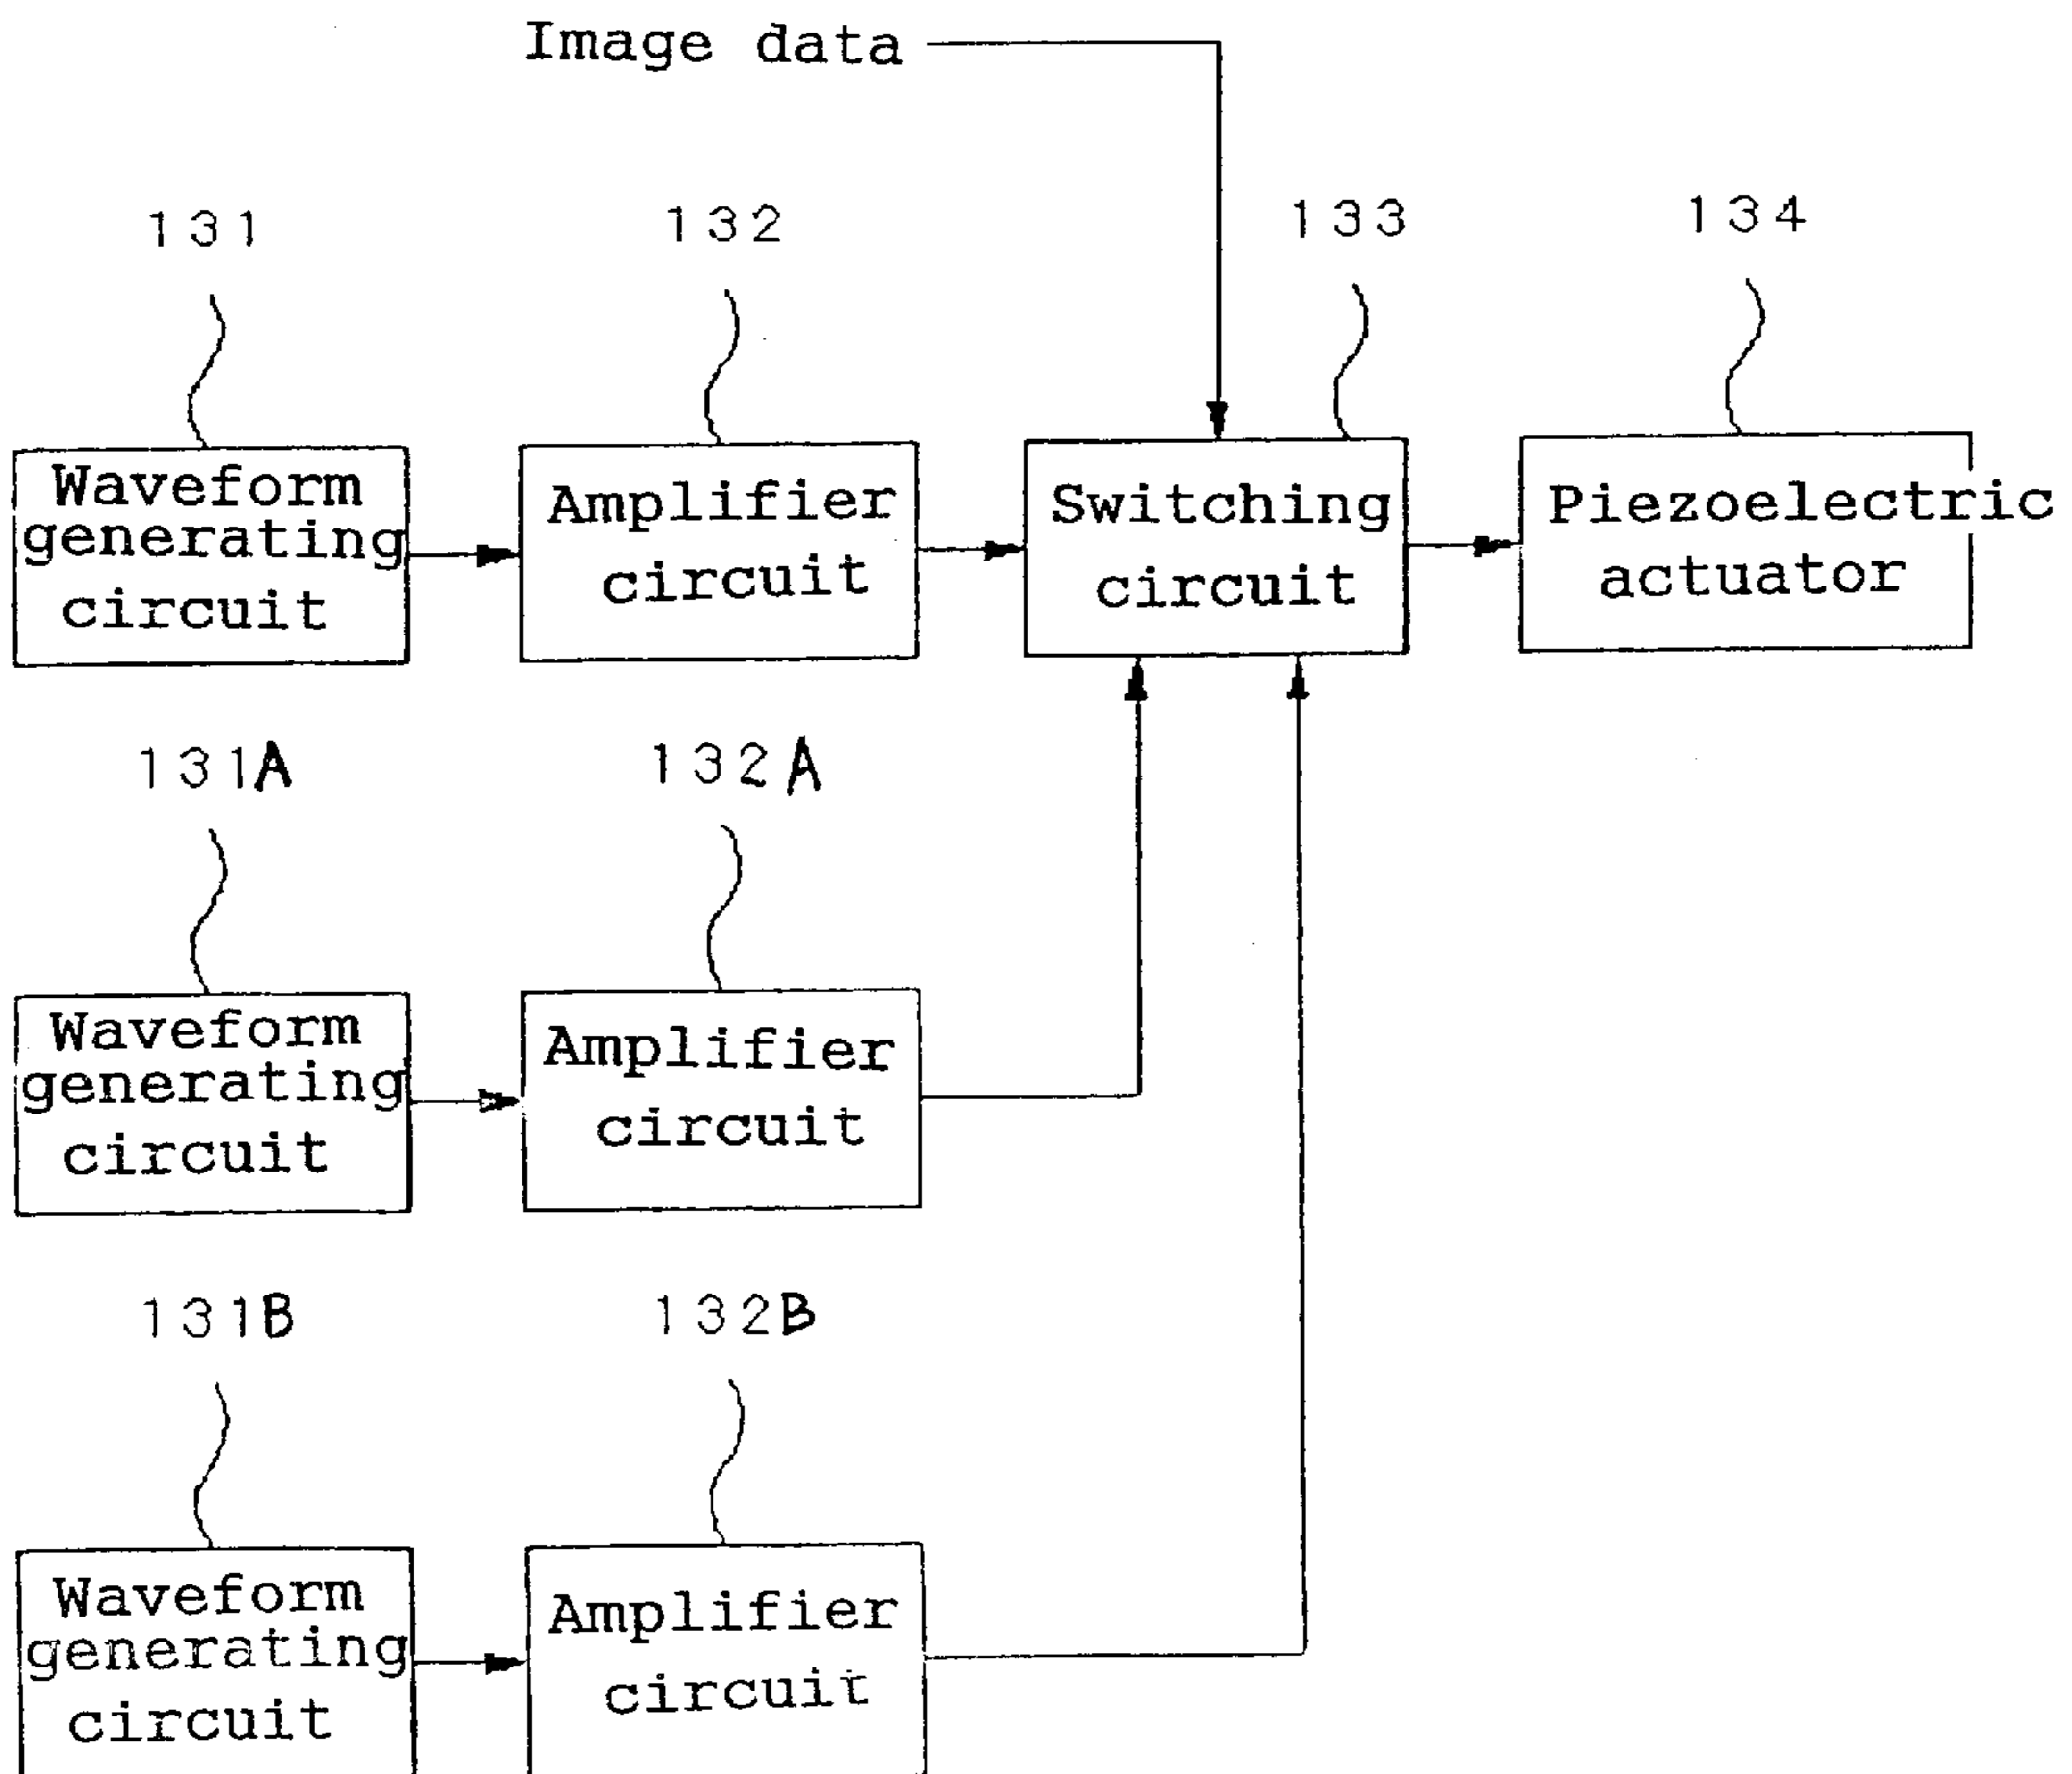 Image data
131
132
133
134
Waveform
generating
circuit
Amplifier
circuit
Switching
circuit
Piezoelectric
actuator
131A
132A
Waveform
generating
circuit
Amplifier
circuit
131B
132B
Waveform
generating
circuit
Amplifier
circuit